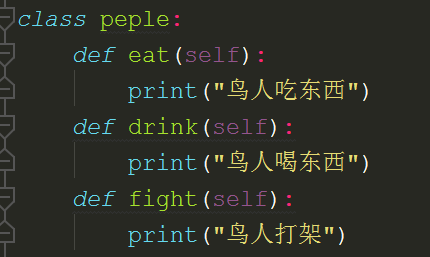 class peple:
    def eat(self):
        print("鸟人吃东西")
    def drink(self):
        print("鸟人喝东西")
    def fight(self):
        print("鸟人打架")